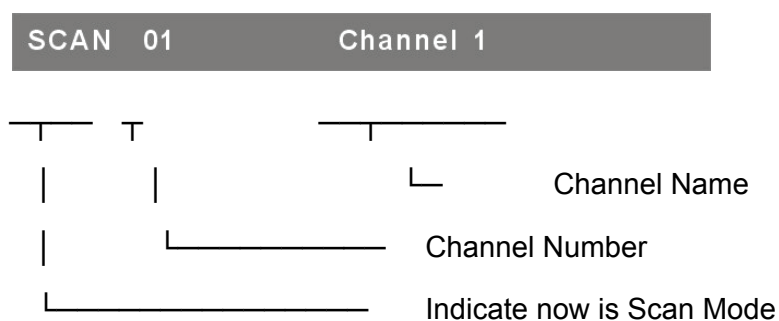 SCAN 01 Channel 1
Channel Name
Channel Number
Indicate now is Scan Mode